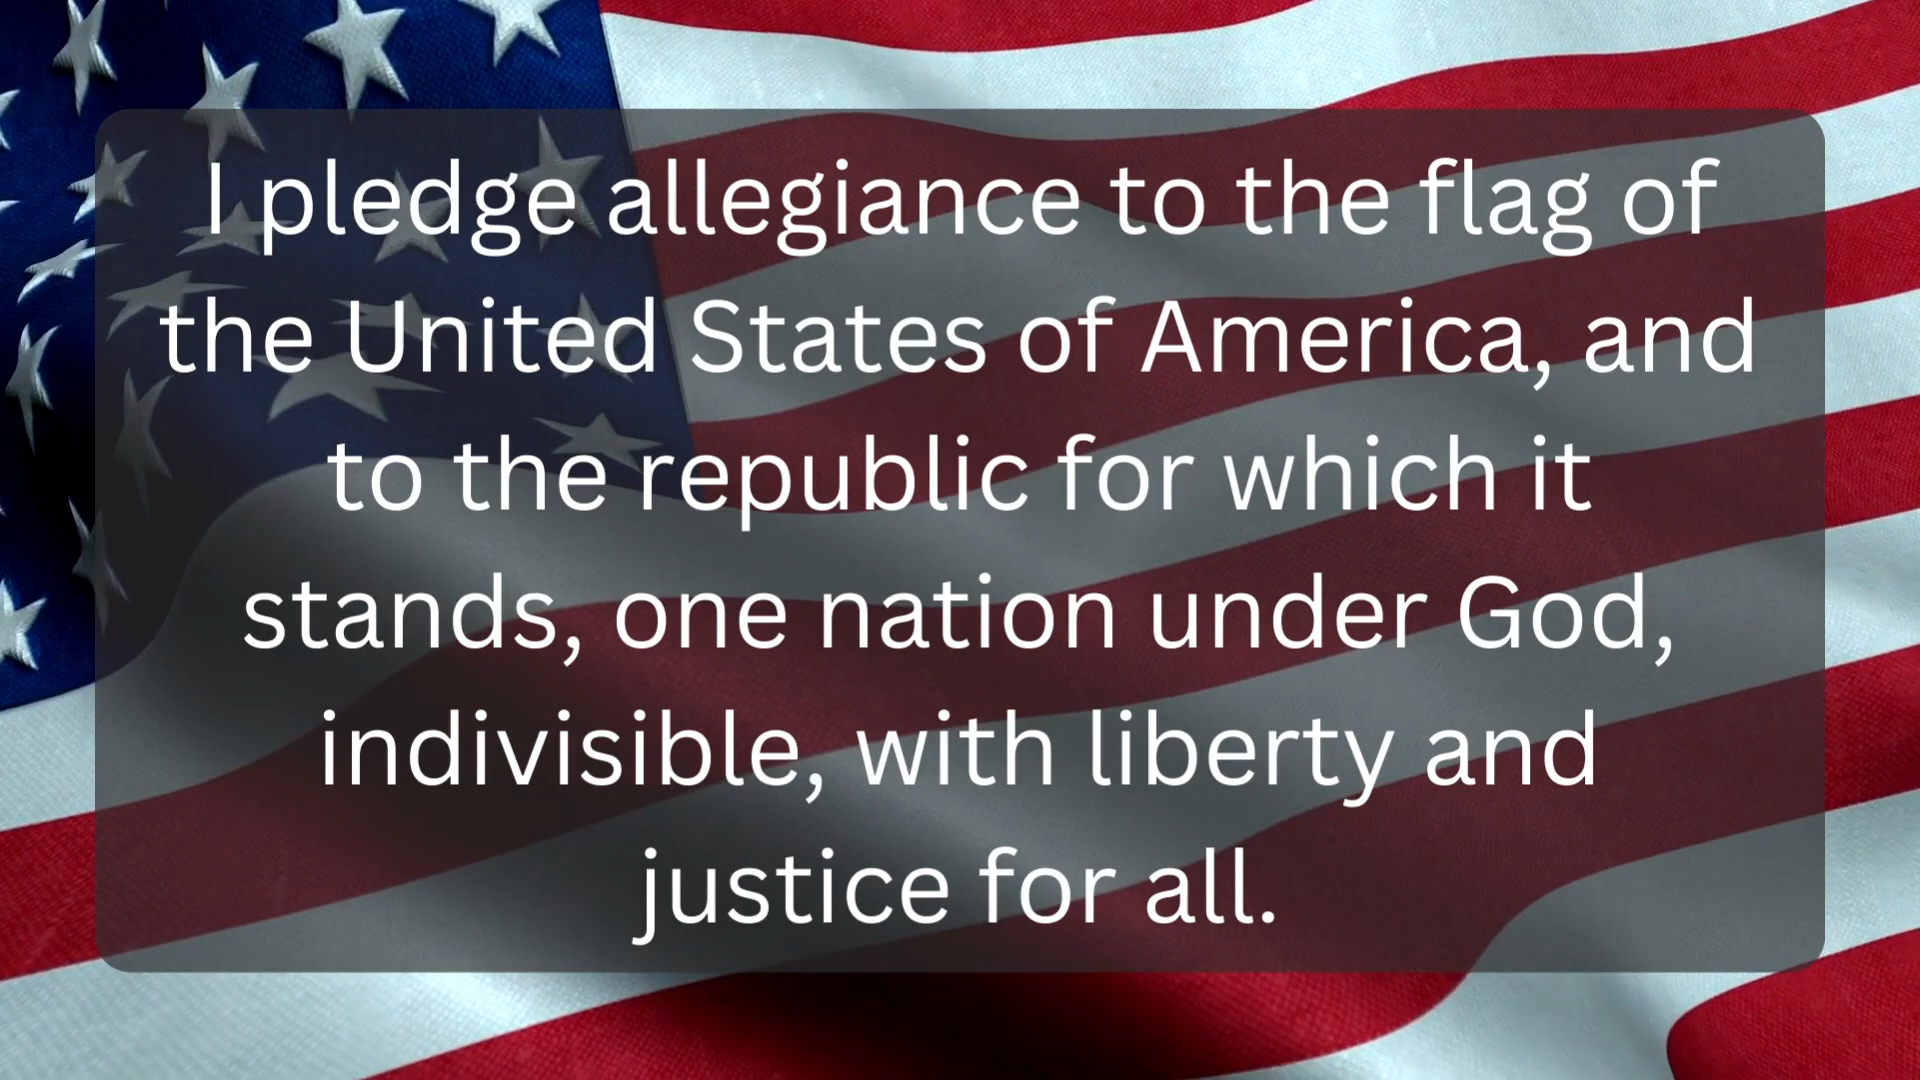 I pledge allegiance to the flag of
the United States of America, and
to the republic for which it
stands, one nation under God,
indivisible, with liberty and
justice for all.